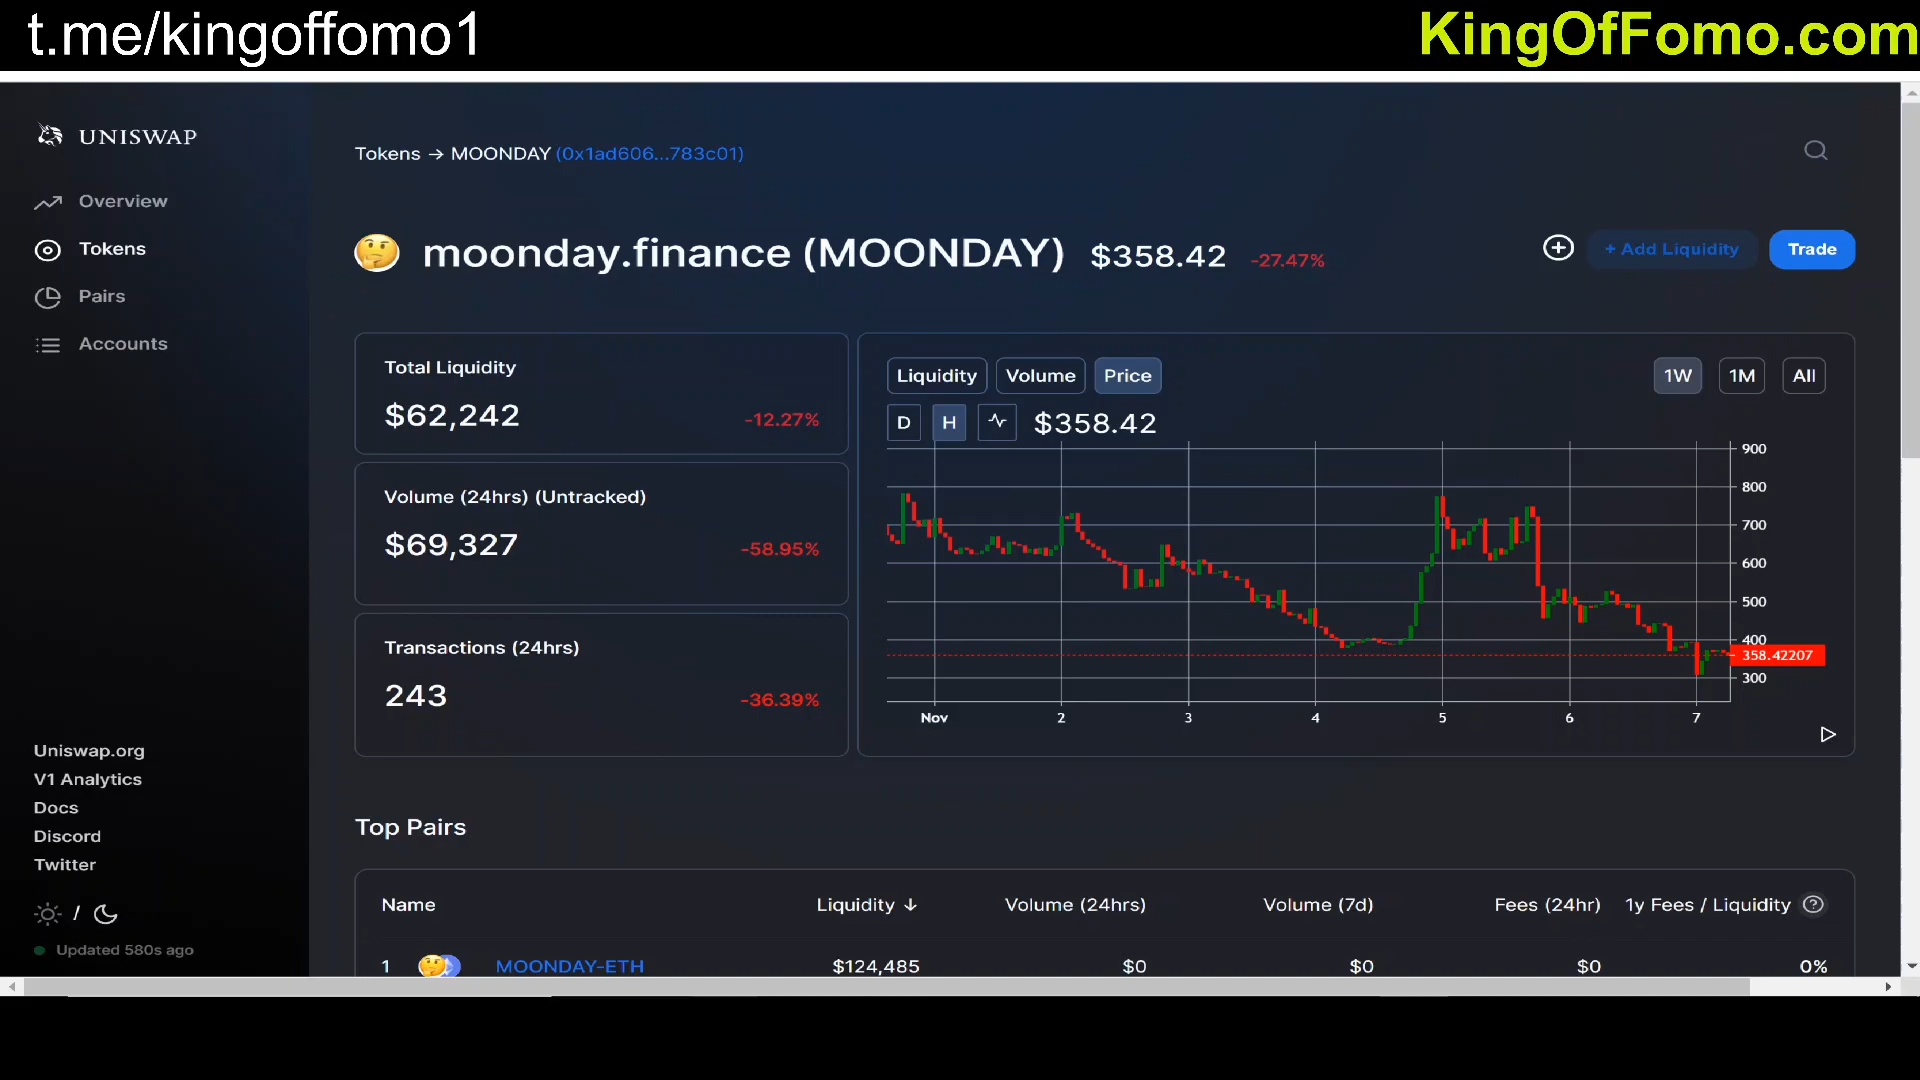 t.me/kingoffomo1
KingOfFomo.com
UNISWAP
Overview
Tokens
Pairs
Accounts
Uniswap.org
V1 Analytics
Docs
Discord
Twitter
/
Updated 580s ago
Tokens → MOONDAY (0x1ad606...783c01)
moonday.finance (MOONDAY) $358.42 -27.47%
+ Add Liquidity
Trade
Total Liquidity
$62,242 -12.27%
Volume (24hrs) (Untracked)
$69,327 -58.95%
Transactions (24hrs)
243 -36.39%
Liquidity Volume Price
1W 1M All
D H $358.42
900
800
700
600
500
400
358.42207
300
Nov 2 3 4 5 6 7
Top Pairs
Name Liquidity ↓ Volume (24hrs) Volume (7d) Fees (24hr) 1y Fees / Liquidity ?
1 MOONDAY-ETH $124,485 $0 $0 $0 0%